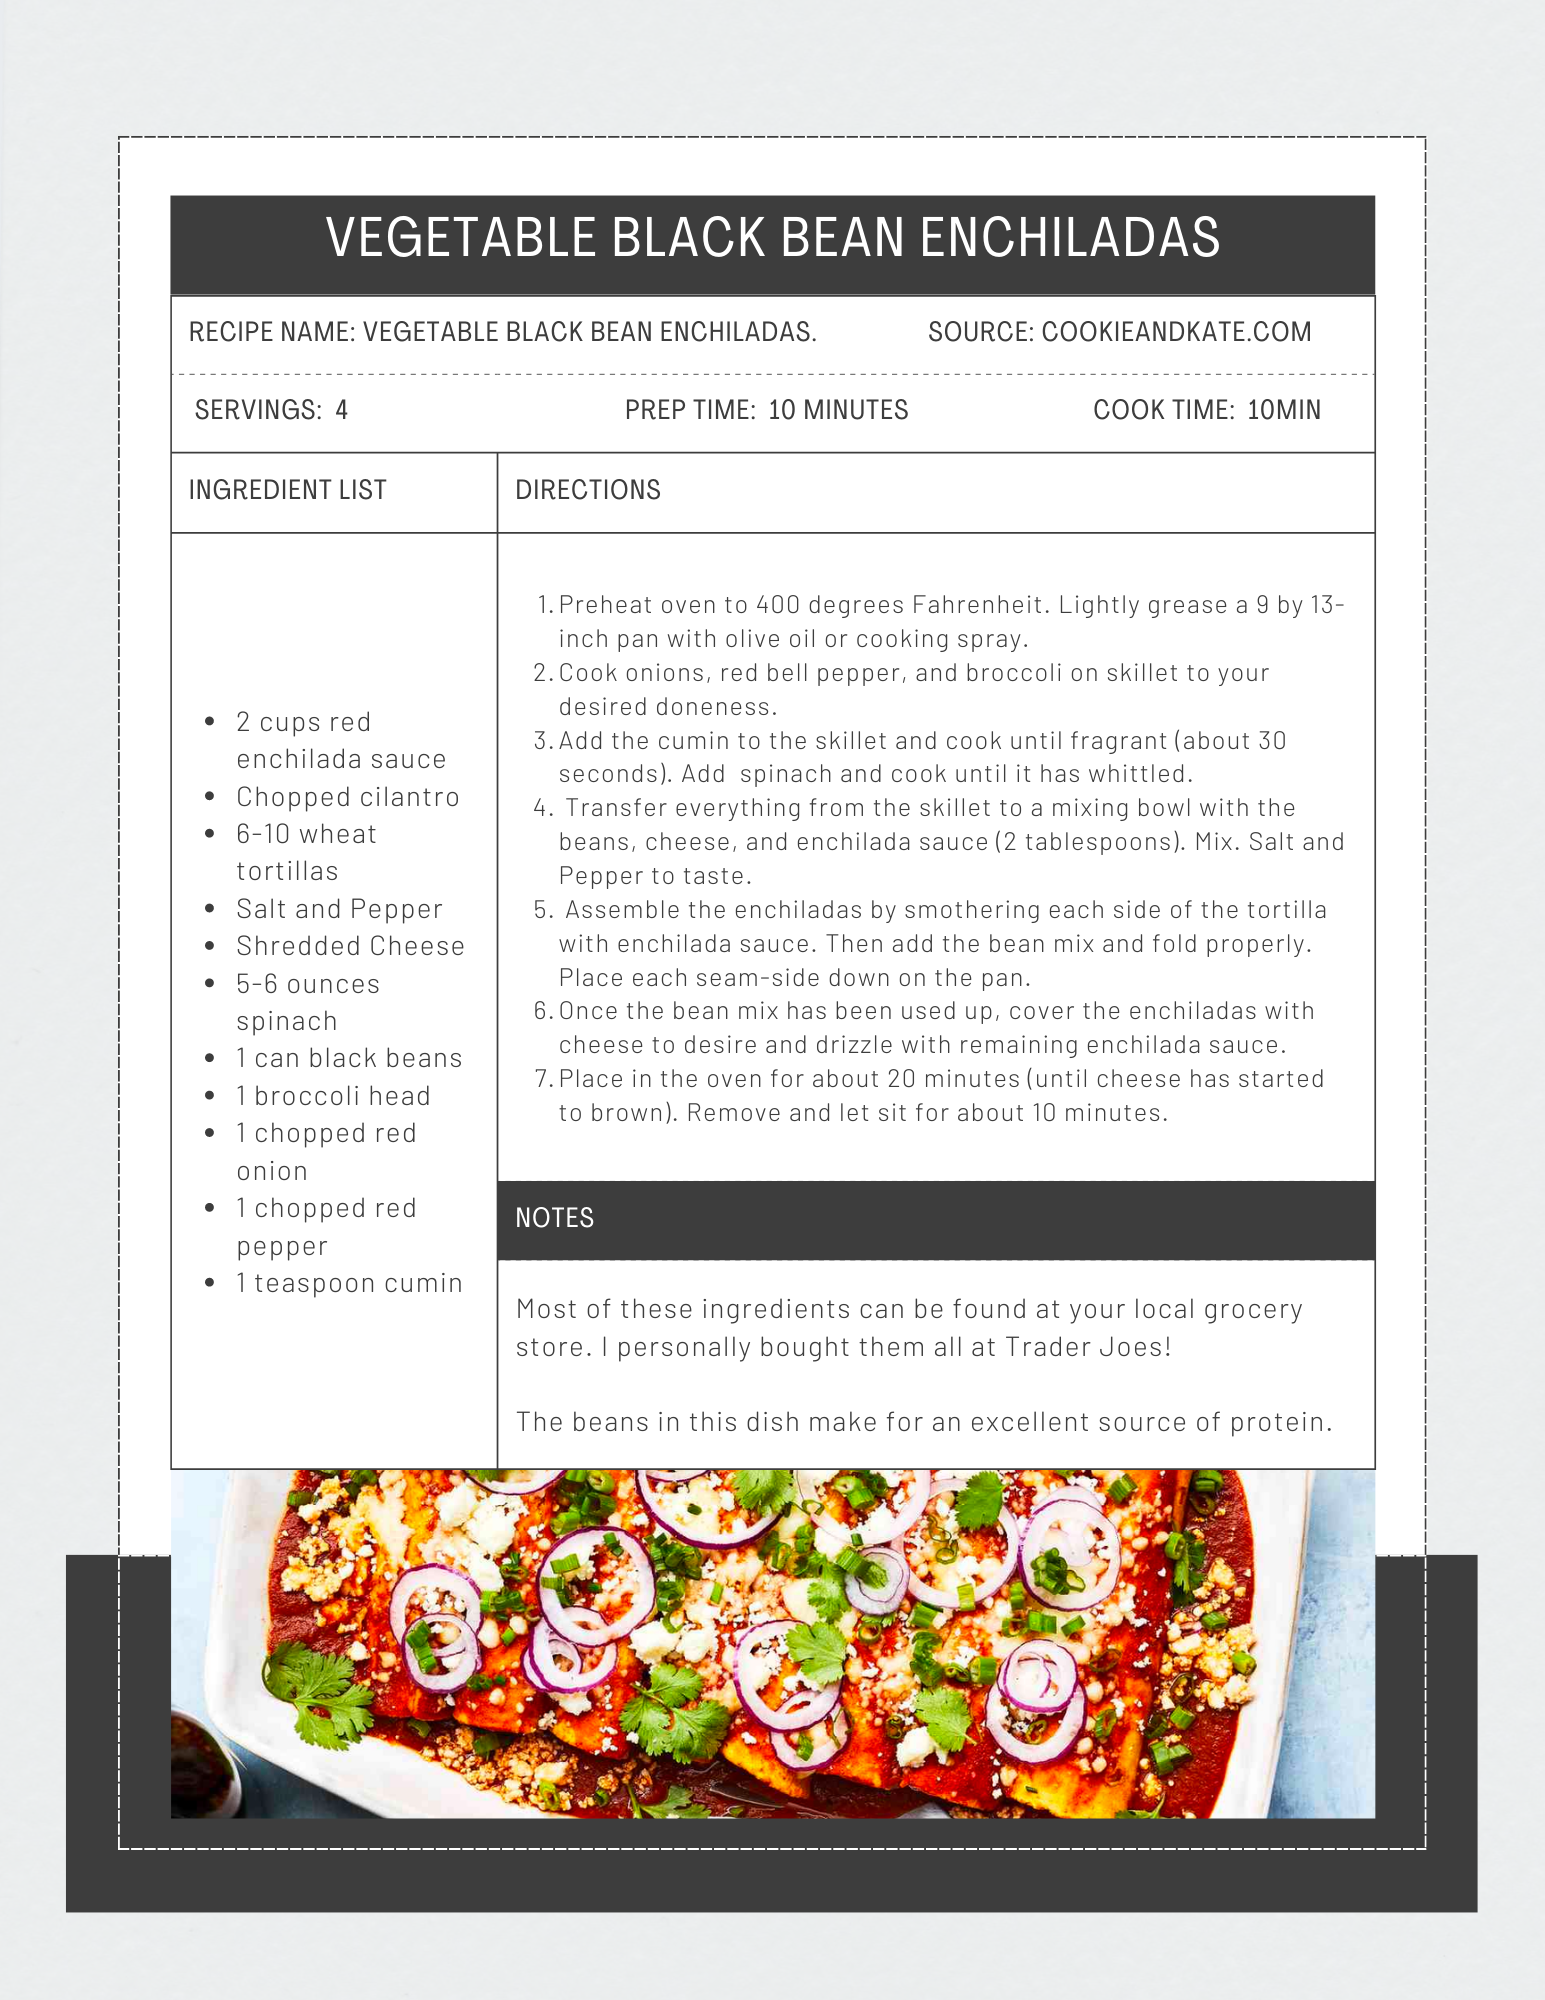 VEGETABLE BLACK BEAN ENCHILADAS
RECIPE NAME: VEGETABLE BLACK BEAN ENCHILADAS.
SOURCE: COOKIEANDKATE.COM
SERVINGS: 4
PREP TIME: 10 MINUTES
COOK TIME: 10MIN
INGREDIENT LIST
• 2 cups red
enchilada sauce
• Chopped cilantro
• 6-10 wheat
tortillas
• Salt and Pepper
• Shredded Cheese
• 5-6 ounces
spinach
• 1 can black beans
• 1 broccoli head
• 1 chopped red
onion
• 1 chopped red
pepper
• 1 teaspoon cumin
DIRECTIONS
1. Preheat oven to 400 degrees Fahrenheit. Lightly grease a 9 by 13-
inch pan with olive oil or cooking spray.
2. Cook onions, red bell pepper, and broccoli on skillet to your
desired doneness.
3. Add the cumin to the skillet and cook until fragrant (about 30
seconds). Add  spinach and cook until it has whittled.
4. Transfer everything from the skillet to a mixing bowl with the
beans, cheese, and enchilada sauce (2 tablespoons). Mix. Salt and
Pepper to taste.
5. Assemble the enchiladas by smothering each side of the tortilla
with enchilada sauce. Then add the bean mix and fold properly.
Place each seam-side down on the pan.
6. Once the bean mix has been used up, cover the enchiladas with
cheese to desire and drizzle with remaining enchilada sauce.
7. Place in the oven for about 20 minutes (until cheese has started
to brown). Remove and let sit for about 10 minutes.
NOTES
Most of these ingredients can be found at your local grocery
store. I personally bought them all at Trader Joes!
The beans in this dish make for an excellent source of protein.